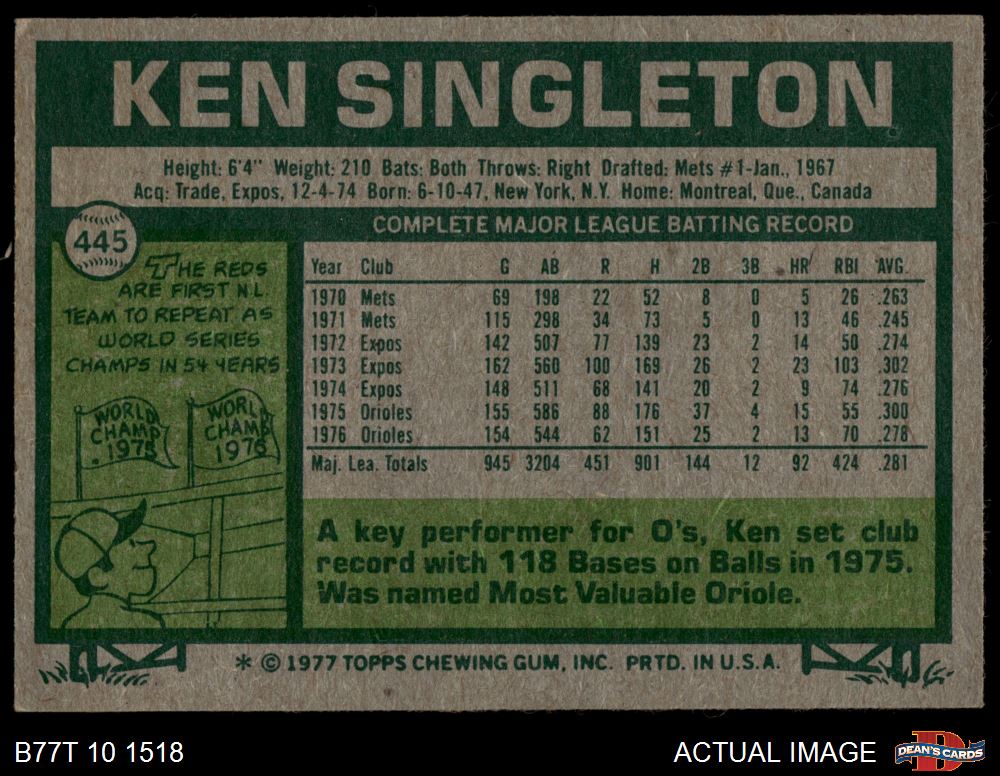 KEN SINGLETON
Height: 6'4" Weight: 210 Bats: Both Throws: Right Drafted: Mets #1-Jan., 1967
Acq: Trade, Expos, 12-4-74 Born: 6-10-47, New York, N.Y. Home: Montreal, Que., Canada
445
THE REDS
ARE FIRST N.L.
TEAM TO REPEAT AS
WORLD SERIES
CHAMPS IN 54 YEARS
WORLD
CHAMP
1975
WORLD
CHAMP
1976
COMPLETE MAJOR LEAGUE BATTING RECORD
Year Club G AB R H 2B 3B HR RBI AVG.
1970 Mets 69 198 22 52 8 0 5 26 .263
1971 Mets 115 298 34 73 5 0 13 46 .245
1972 Expos 142 507 77 139 23 2 14 50 .274
1973 Expos 162 560 100 169 26 2 23 103 .302
1974 Expos 148 511 68 141 20 2 9 74 .276
1975 Orioles 155 586 88 176 37 4 15 55 .300
1976 Orioles 154 544 62 151 25 2 13 70 .278
Maj. Lea. Totals 945 3204 451 901 144 12 92 424 .281
A key performer for O's, Ken set club
record with 118 Bases on Balls in 1975.
Was named Most Valuable Oriole.
* © 1977 TOPPS CHEWING GUM, INC. PRTD. IN U.S.A.
B77T 10 1518
ACTUAL IMAGE
DEAN'S CARDS